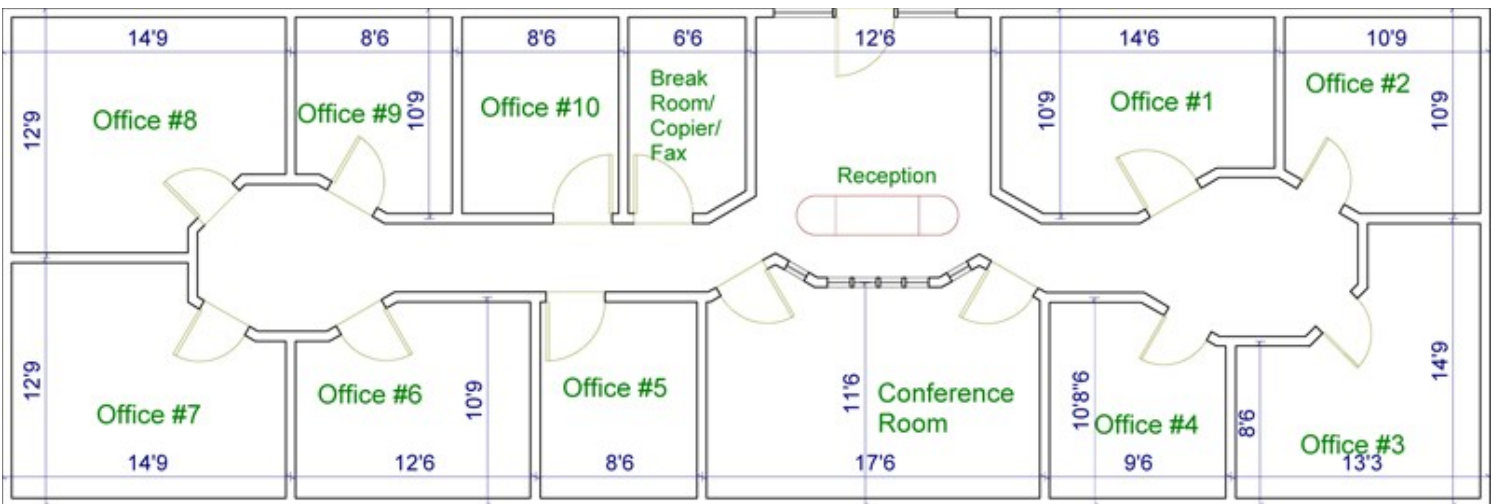 14'9
8'6
8'6
6'6
12'6
14'6
10'9
Break
Room/
Copier/
Fax
Office #8
Office #9
Office #10
Office #1
Office #2
12'9
10'9
10'9
10'9
Reception
12'9
Office #7
Office #6
10'9
Office #5
11'6
Conference
Room
10'8"6
Office #4
8'6
Office #3
14'9
14'9
12'6
8'6
17'6
9'6
13'3